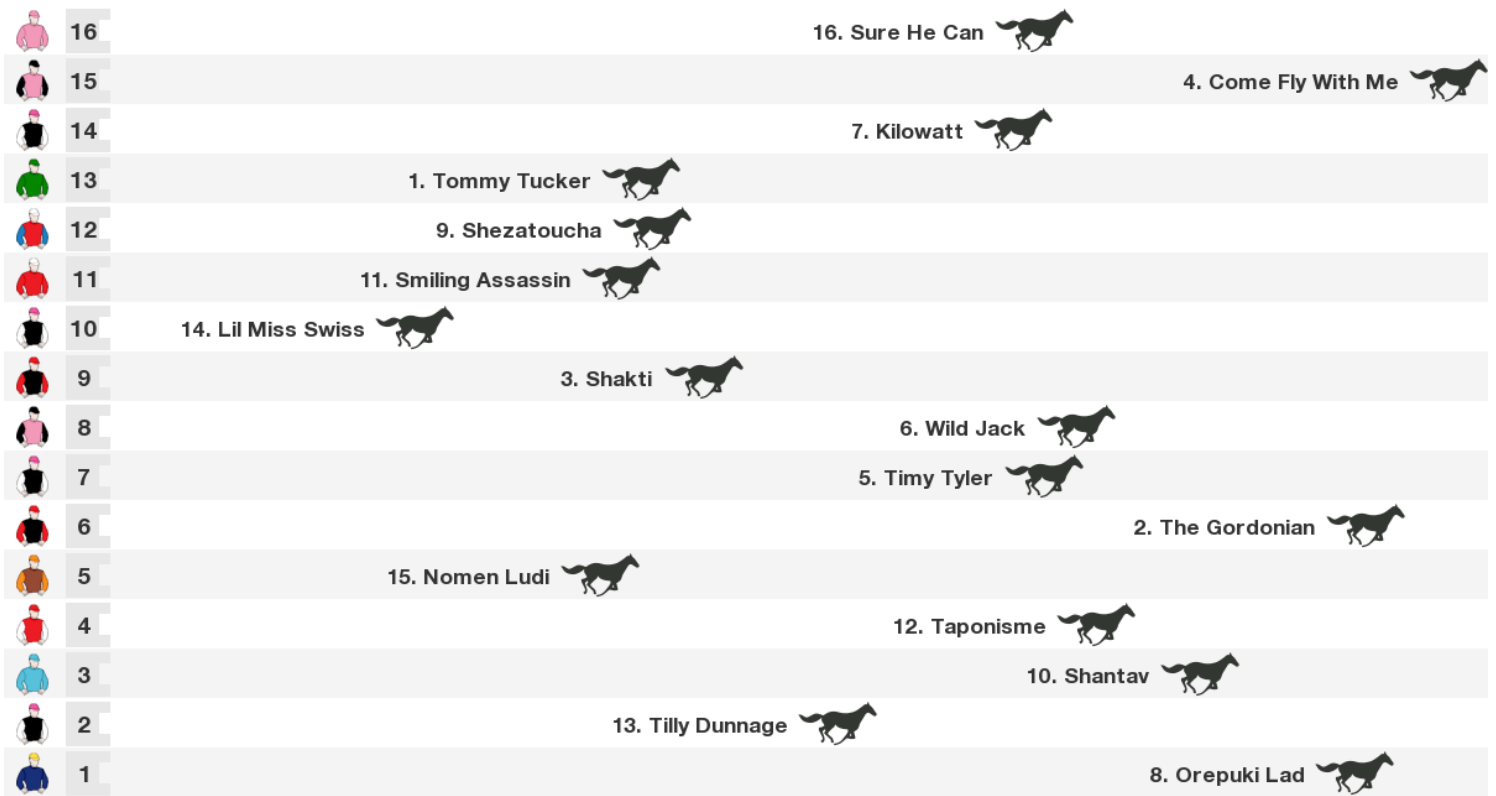 16 16. Sure He Can
15 4. Come Fly With Me
14 7. Kilowatt
13 1. Tommy Tucker
12 9. Shezatoucha
11 11. Smiling Assassin
10 14. Lil Miss Swiss
9 3. Shakti
8 6. Wild Jack
7 5. Timy Tyler
6 2. The Gordonian
5 15. Nomen Ludi
4 12. Taponisme
3 10. Shantav
2 13. Tilly Dunnage
1 8. Orepuki Lad